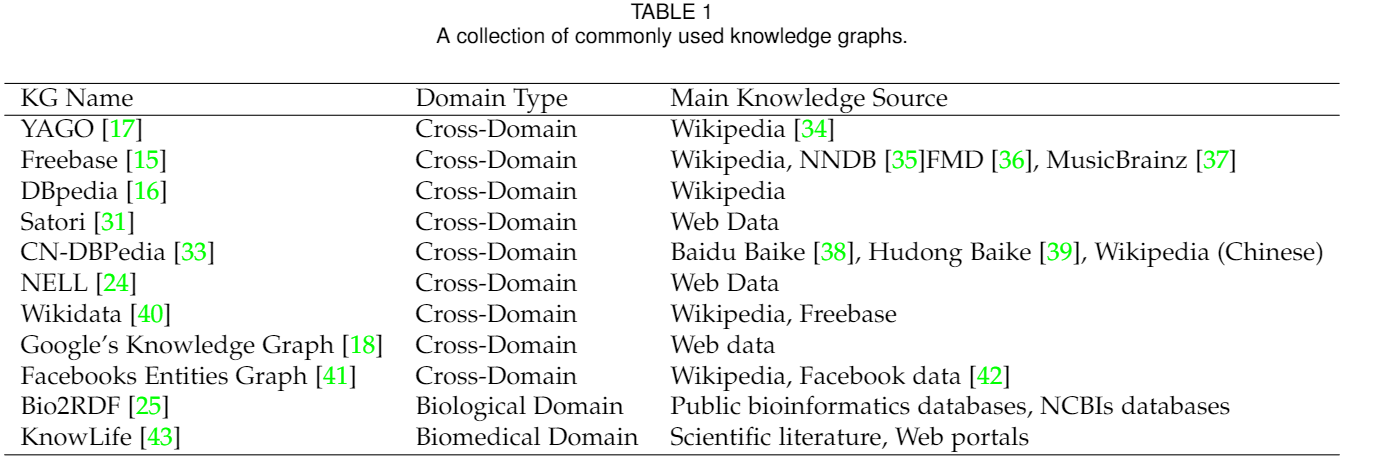 TABLE 1
A collection of commonly used knowledge graphs.
KG Name Domain Type Main Knowledge Source
YAGO [17] Cross-Domain Wikipedia [34]
Freebase [15] Cross-Domain Wikipedia, NNDB [35]FMD [36], MusicBrainz [37]
DBpedia [16] Cross-Domain Wikipedia
Satori [31] Cross-Domain Web Data
CN-DBPedia [33] Cross-Domain Baidu Baike [38], Hudong Baike [39], Wikipedia (Chinese)
NELL [24] Cross-Domain Web Data
Wikidata [40] Cross-Domain Wikipedia, Freebase
Google's Knowledge Graph [18] Cross-Domain Web data
Facebooks Entities Graph [41] Cross-Domain Wikipedia, Facebook data [42]
Bio2RDF [25] Biological Domain Public bioinformatics databases, NCBIs databases
KnowLife [43] Biomedical Domain Scientific literature, Web portals